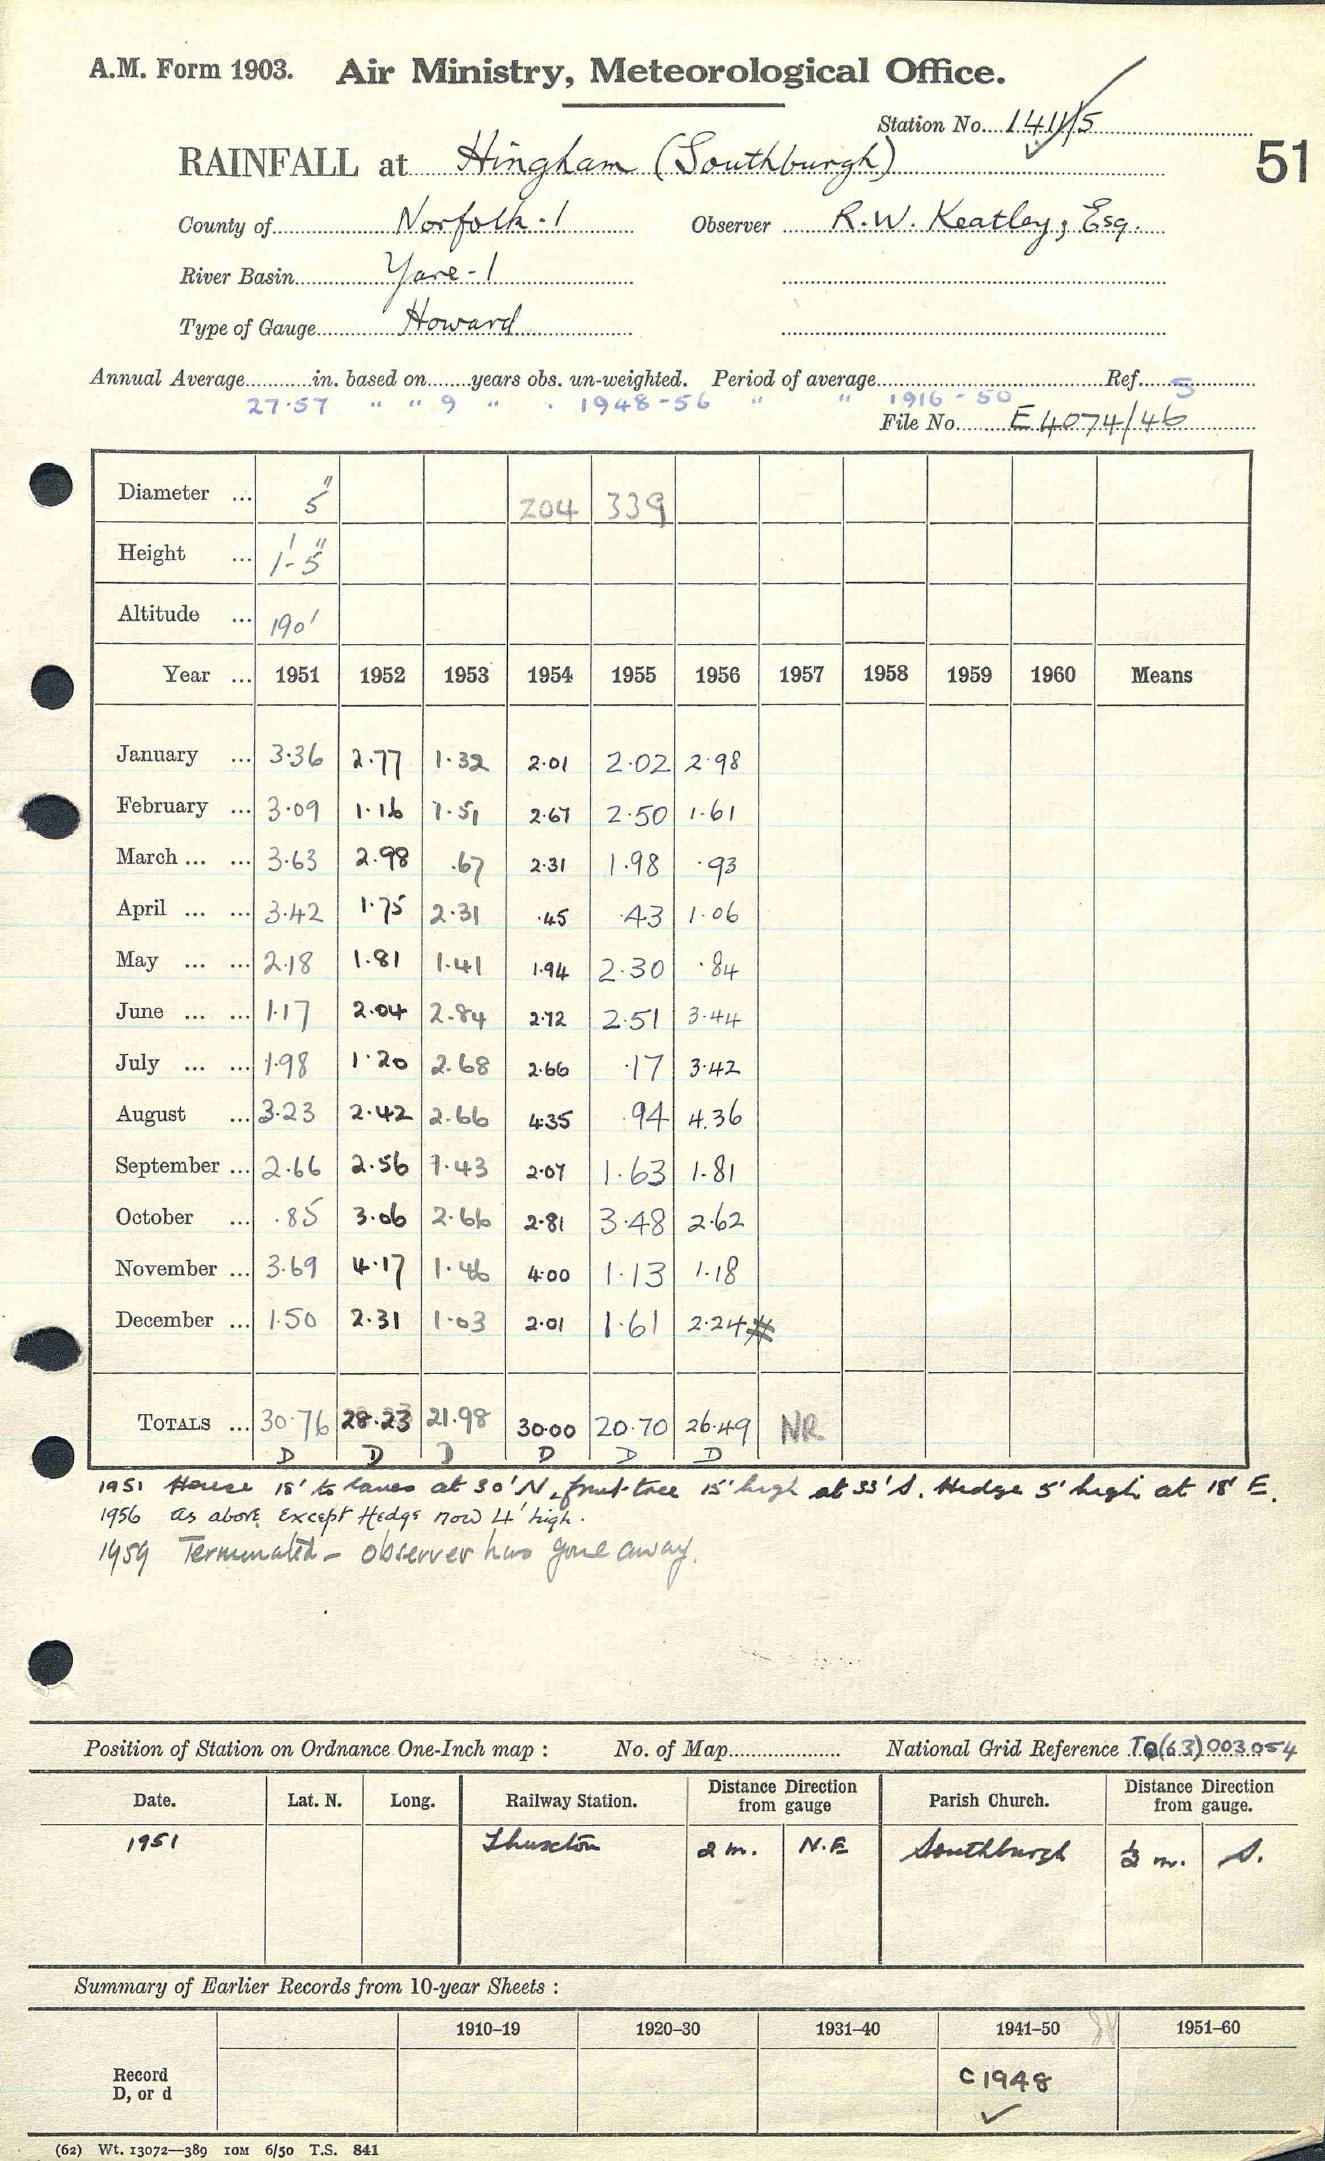 A.M. Form 1903. Air Ministry, Meteorological Office.
Station No. 1411/5
51
RAINFALL at Hingham (Southburgh)
County of Norfolk - 1 Observer R.W. Keatley, Esq.
River Basin Yare - 1
Type of Gauge Howard
Annual Average in. based on years obs. un-weighted. Period of average Ref. 5
27.57 " " 9 " . 1948-56 " " 1916-50
File No. E4074/46
Diameter ... 5" 204 339
Height ... 1'-5"
Altitude ... 190'
Year ... 1951 1952 1953 1954 1955 1956 1957 1958 1959 1960 Means
January ... 3.36 2.77 1.32 2.01 2.02 2.98
February ... 3.09 1.16 1.51 2.67 2.50 1.61
March ... ... 3.63 2.98 .67 2.31 1.98 .93
April ... ... 3.42 1.75 2.31 .45 .43 1.06
May ... ... 2.18 1.81 1.41 1.94 2.30 .84
June ... ... 1.17 2.04 2.84 2.72 2.51 3.44
July ... ... 1.98 1.20 2.68 2.66 .17 3.42
August ... 3.23 2.42 2.66 4.35 .94 4.36
September ... 2.66 2.56 1.43 2.07 1.63 1.81
October ... .85 3.06 2.66 2.81 3.48 2.62
November ... 3.69 4.17 1.46 4.00 1.13 1.18
December ... 1.50 2.31 1.03 2.01 1.61 2.24 #
TOTALS ... 30.76 28.23 21.98 30.00 20.70 26.49 NR
D D D D D D
1951 House 18' to eaves at 30' N, fruit-tree 15' high at 33' S. Hedge 5' high at 18' E.
1956 As above, except Hedge now 4' high.
1959 Terminated - observer has gone away.
Position of Station on Ordnance One-Inch map : No. of Map National Grid Reference TG(63)003054
Date. Lat. N. Long. Railway Station. Distance Direction from gauge Parish Church. Distance Direction from gauge.
1951 Thuxton 2 m. N.E Southburgh ½ m. S.
Summary of Earlier Records from 10-year Sheets :
1910-19 1920-30 1931-40 1941-50 1951-60
Record
D, or d C1948
(62) Wt. 13072—389 10M 6/50 T.S. 841